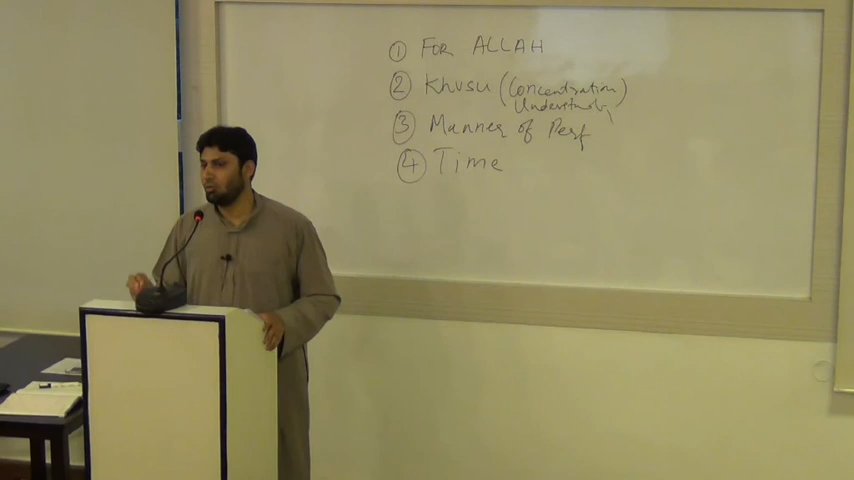 ① FOR ALLAH
② Khusu (Concentration
Understanding)
③ Manner of Perf
④ Time